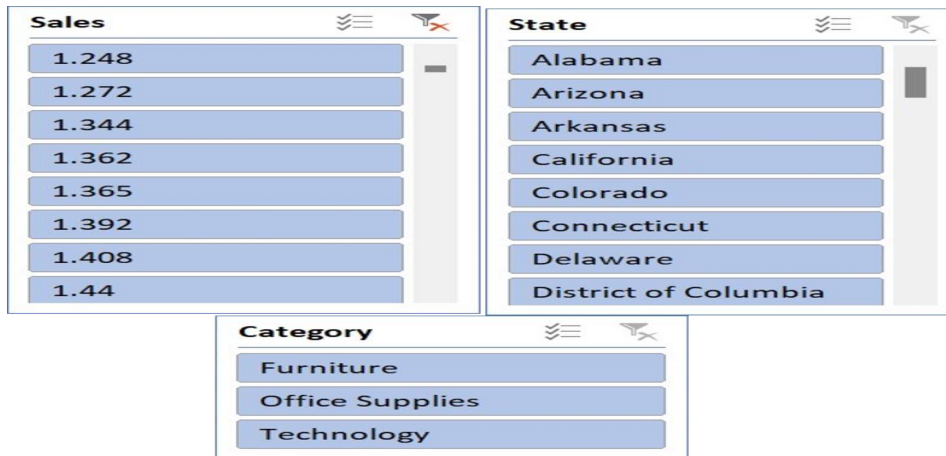 Sales
1.248
1.272
1.344
1.362
1.365
1.392
1.408
1.44
State
Alabama
Arizona
Arkansas
California
Colorado
Connecticut
Delaware
District of Columbia
Category
Furniture
Office Supplies
Technology